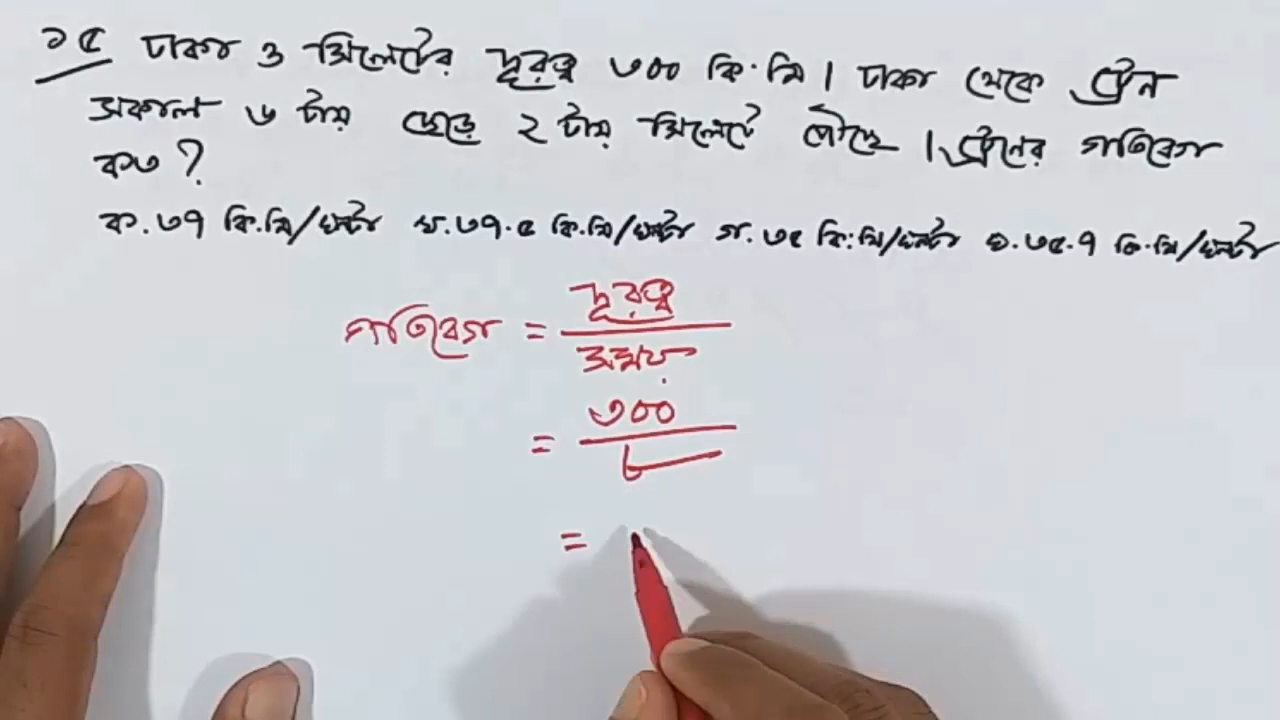 ১৫ ঢাকা ও সিলেটের দূরত্ব ৩০০ কি.মি। ঢাকা থেকে ট্রেন
সকাল ৬ টায় ছেড়ে ২ টায় সিলেটে পৌছে। ট্রেনের গতিবেগ
কত?
ক. ৩৭ কি.মি/ঘন্টা খ. ৩৭.৫ কি.মি/ঘন্টা গ. ৩৫ কি:মি/ঘন্টা ঘ. ৩৫.৭ কি.মি/ঘন্টা
গতিবেগ = দূরত্ব
সময়
= ৩০০
৮
=